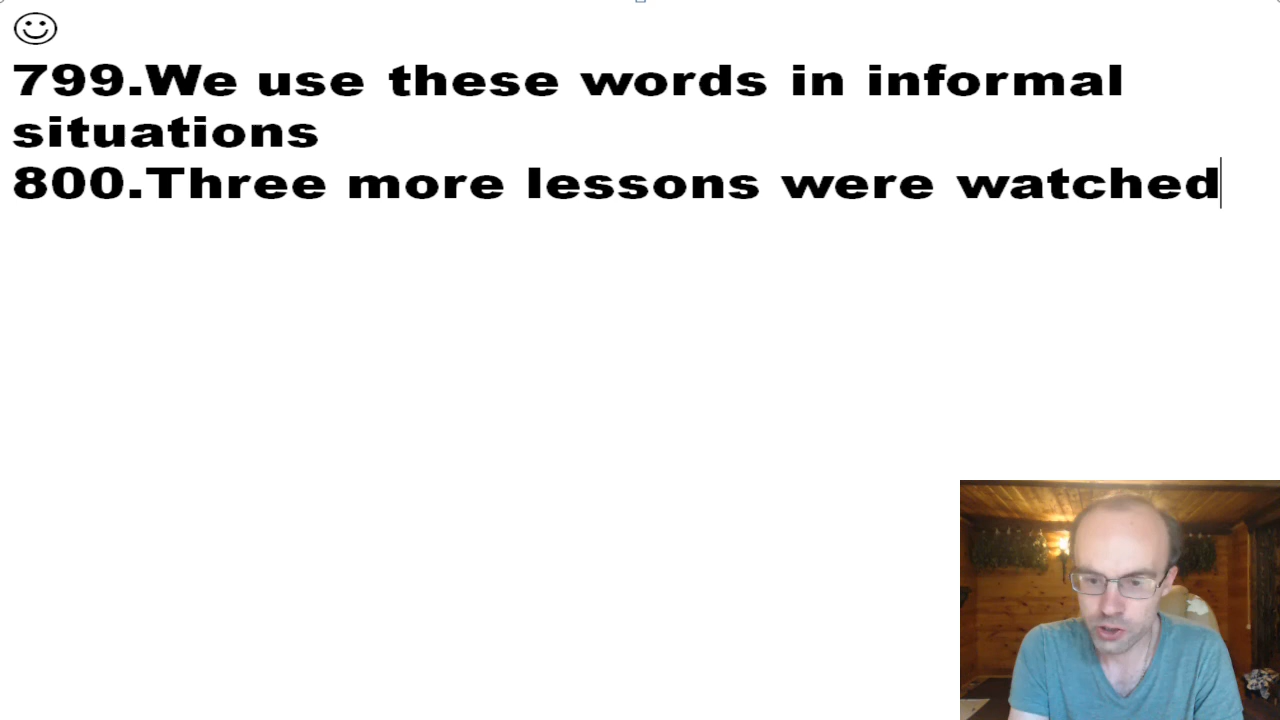 799.We use these words in informal
situations
800.Three more lessons were watched